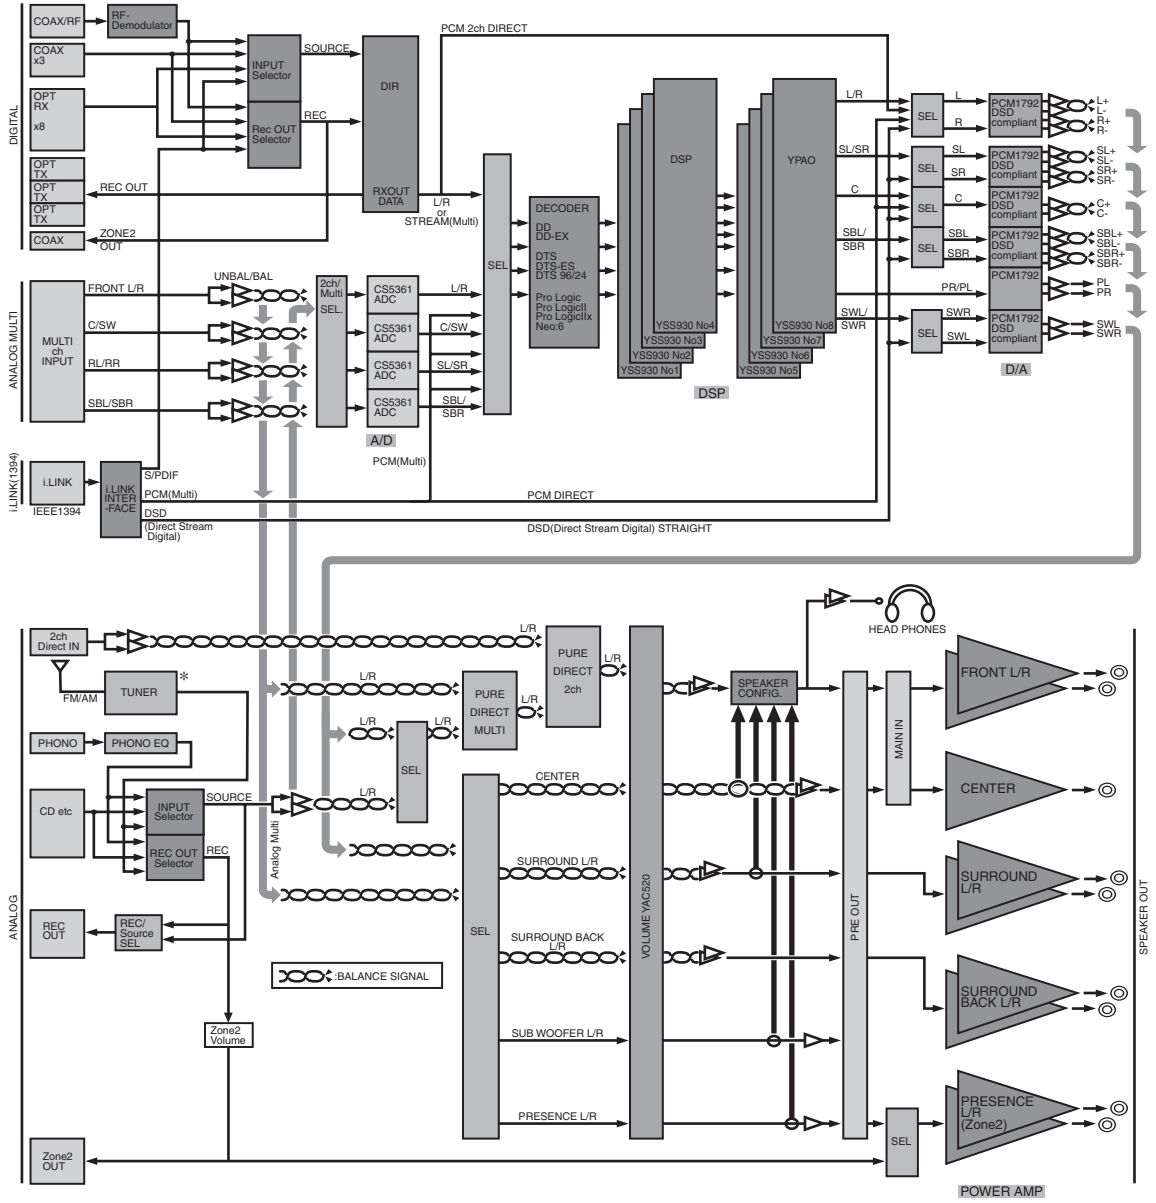 DIGITAL
COAX/RF
RF-
Demodulator
COAX
x3
OPT
RX
x8
OPT
TX
OPT
TX
OPT
TX
COAX
INPUT
Selector
Rec OUT
Selector
SOURCE
REC
REC OUT
ZONE2
OUT
DIR
RXOUT
DATA
PCM 2ch DIRECT
L/R
or
STREAM(Multi)
SEL
DECODER
DD
DD-EX
DTS
DTS-ES
DTS 96/24
Pro Logic
Pro LogicII
Pro LogicIIx
Neo:6
DSP
YSS930 No4
YSS930 No3
YSS930 No2
YSS930 No1
YPAO
YSS930 No8
YSS930 No7
YSS930 No6
YSS930 No5
DSP
L/R
SL/SR
C
SBL/
SBR
PR/PL
SWL/
SWR
SEL
SEL
SEL
SEL
SEL
L
R
SL
SR
C
SBL
SBR
SWR
SWL
PCM1792
DSD
compliant
PCM1792
DSD
compliant
PCM1792
DSD
compliant
PCM1792
DSD
compliant
PCM1792
PCM1792
DSD
compliant
D/A
L+
L-
R+
R-
SL+
SL-
SR+
SR-
C+
C-
SBL+
SBL-
SBR+
SBR-
PL
PR
SWL
SWR
ANALOG MULTI
MULTI
ch
INPUT
FRONT L/R
C/SW
RL/RR
SBL/SBR
UNBAL/BAL
2ch/
Multi
SEL.
CS5361
ADC
CS5361
ADC
CS5361
ADC
CS5361
ADC
A/D
L/R
C/SW
SL/SR
SBL/
SBR
PCM(Multi)
i.LINK(1394)
i.LINK
IEEE1394
i.LINK
INTER
-FACE
S/PDIF
PCM(Multi)
DSD
(Direct Stream
Digital)
PCM DIRECT
DSD(Direct Stream Digital) STRAIGHT
ANALOG
2ch
Direct IN
FM/AM
TUNER
*
PHONO
PHONO EQ
CD etc
INPUT
Selector
REC OUT
Selector
SOURCE
REC
REC
OUT
REC/
Source
SEL
Zone2
Volume
Zone2
OUT
Analog Multi
L/R
L/R
L/R
L/R
L/R
SEL
PURE
DIRECT
MULTI
L/R
PURE
DIRECT
2ch
L/R
:BALANCE SIGNAL
SEL
CENTER
SURROUND L/R
SURROUND BACK
L/R
SUB WOOFER L/R
PRESENCE L/R
VOLUME YAC520
SPEAKER
CONFIG.
HEAD PHONES
PRE OUT
MAIN IN
SEL
FRONT L/R
CENTER
SURROUND
L/R
SURROUND
BACK L/R
PRESENCE
L/R
(Zone2)
POWER AMP
SPEAKER OUT